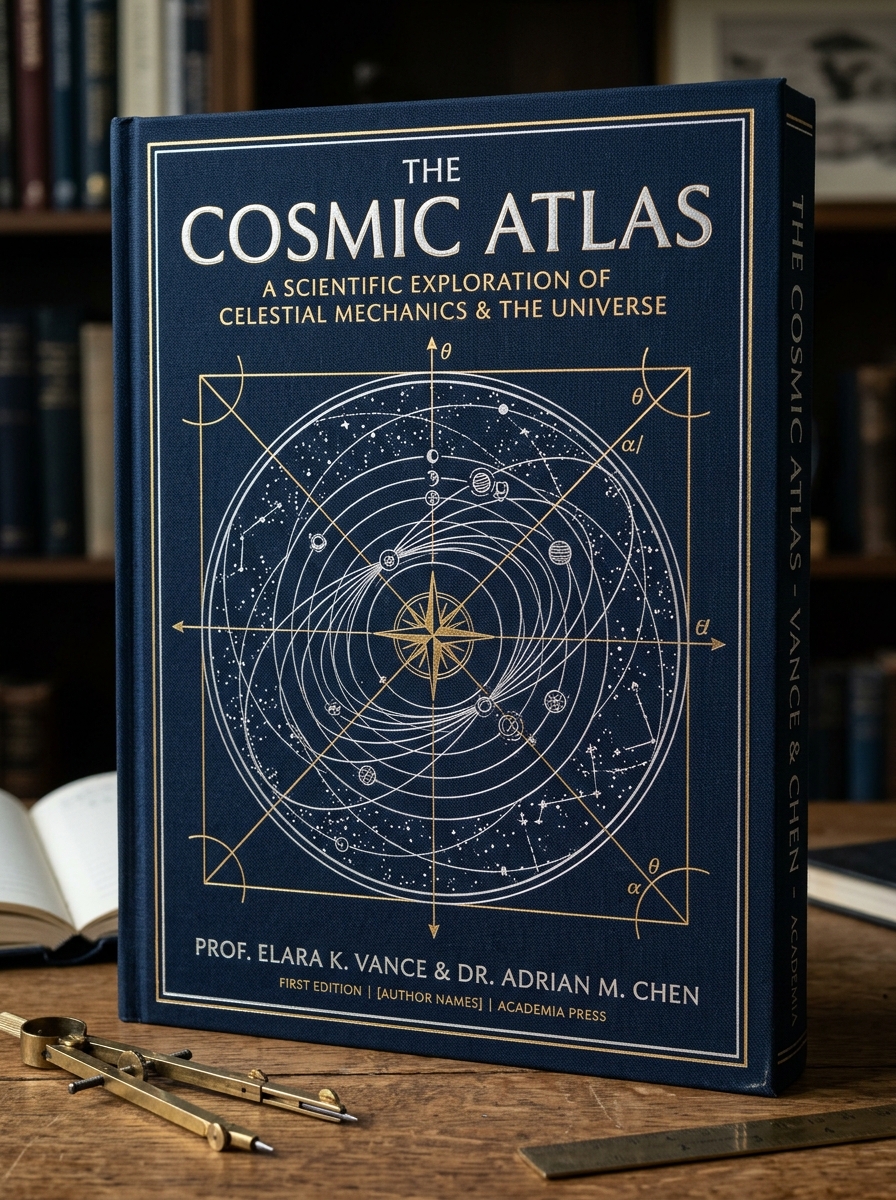 THE
COSMIC ATLAS
A SCIENTIFIC EXPLORATION OF
CELESTIAL MECHANICS & THE UNIVERSE
θ
θ
α/
α
θ
PROF. ELARA K. VANCE & DR. ADRIAN M. CHEN
FIRST EDITION | [AUTHOR NAMES] | ACADEMIA PRESS
THE COSMIC ATLAS - VANCE & CHEN - ACADEMIA